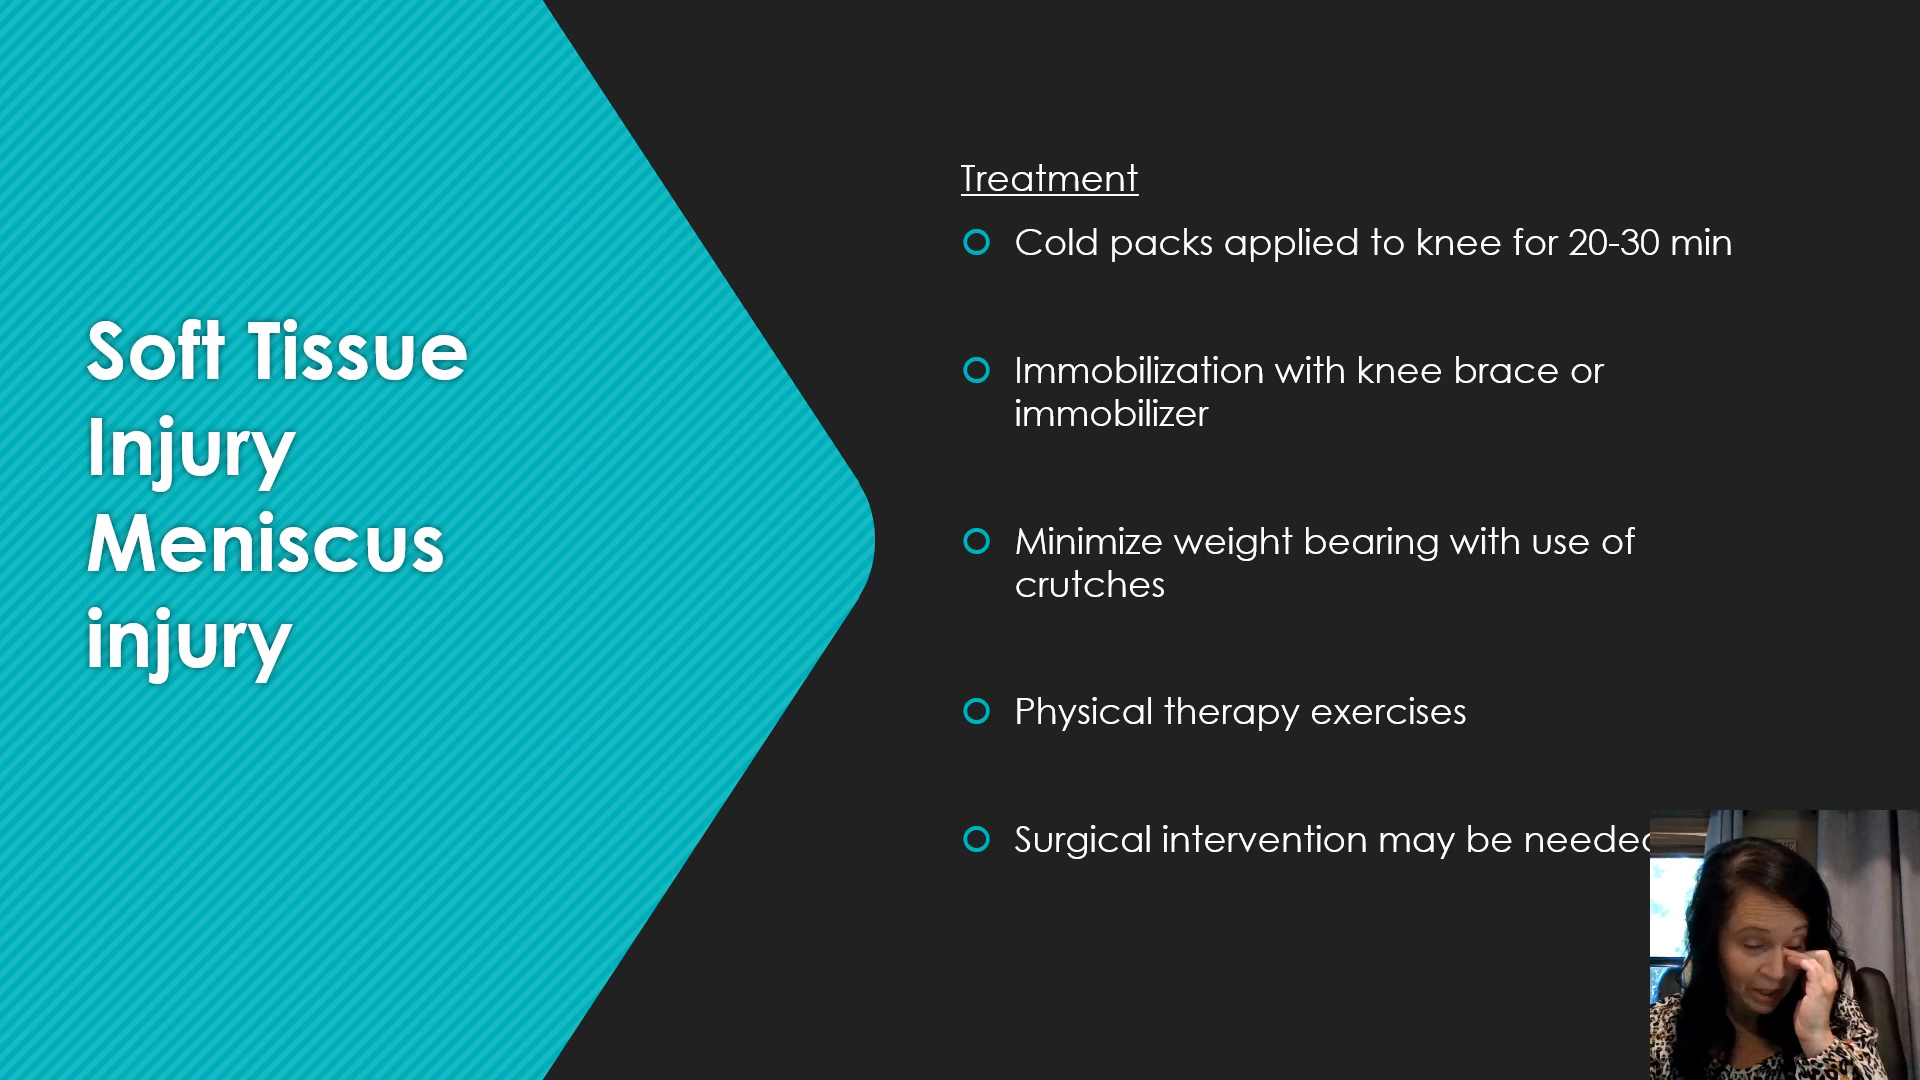 Soft Tissue
Injury
Meniscus
injury
Treatment
Cold packs applied to knee for 20-30 min
Immobilization with knee brace or
immobilizer
Minimize weight bearing with use of
crutches
Physical therapy exercises
Surgical intervention may be needed